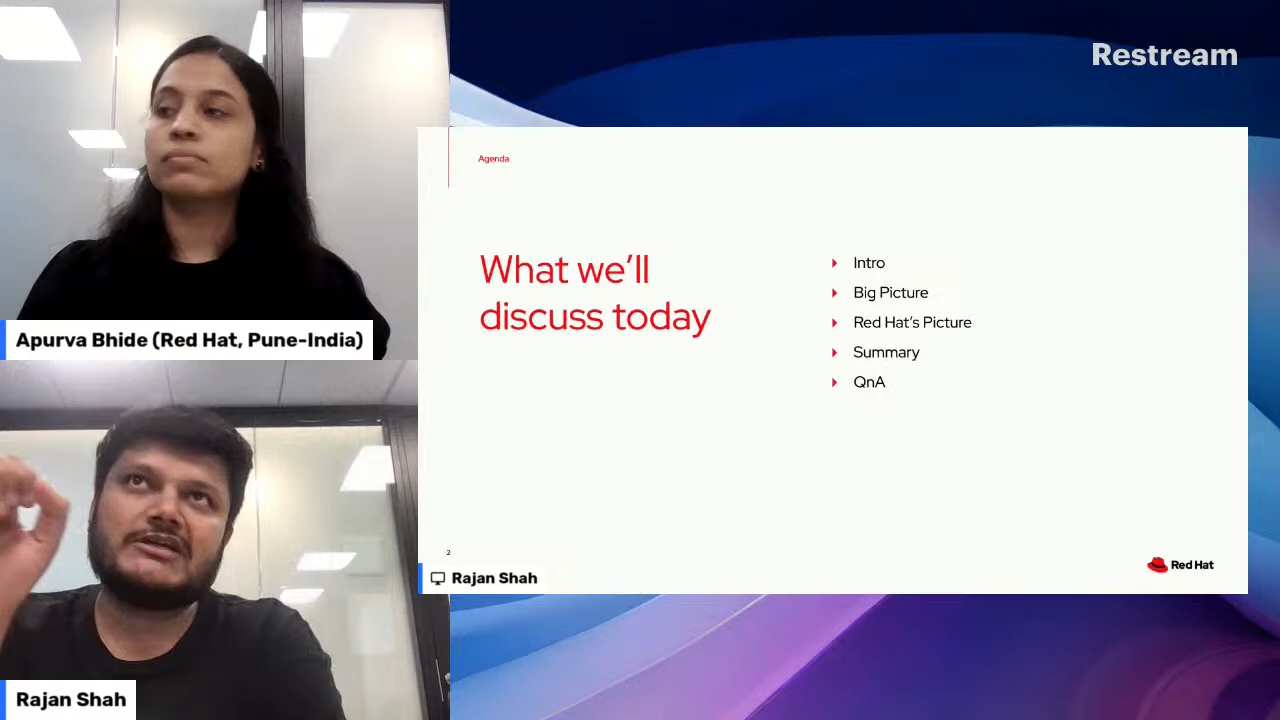 Restream
Agenda
What we’ll
discuss today
Intro
Big Picture
Red Hat’s Picture
Summary
QnA
2
Red Hat
Rajan Shah
Apurva Bhide (Red Hat, Pune-India)
Rajan Shah